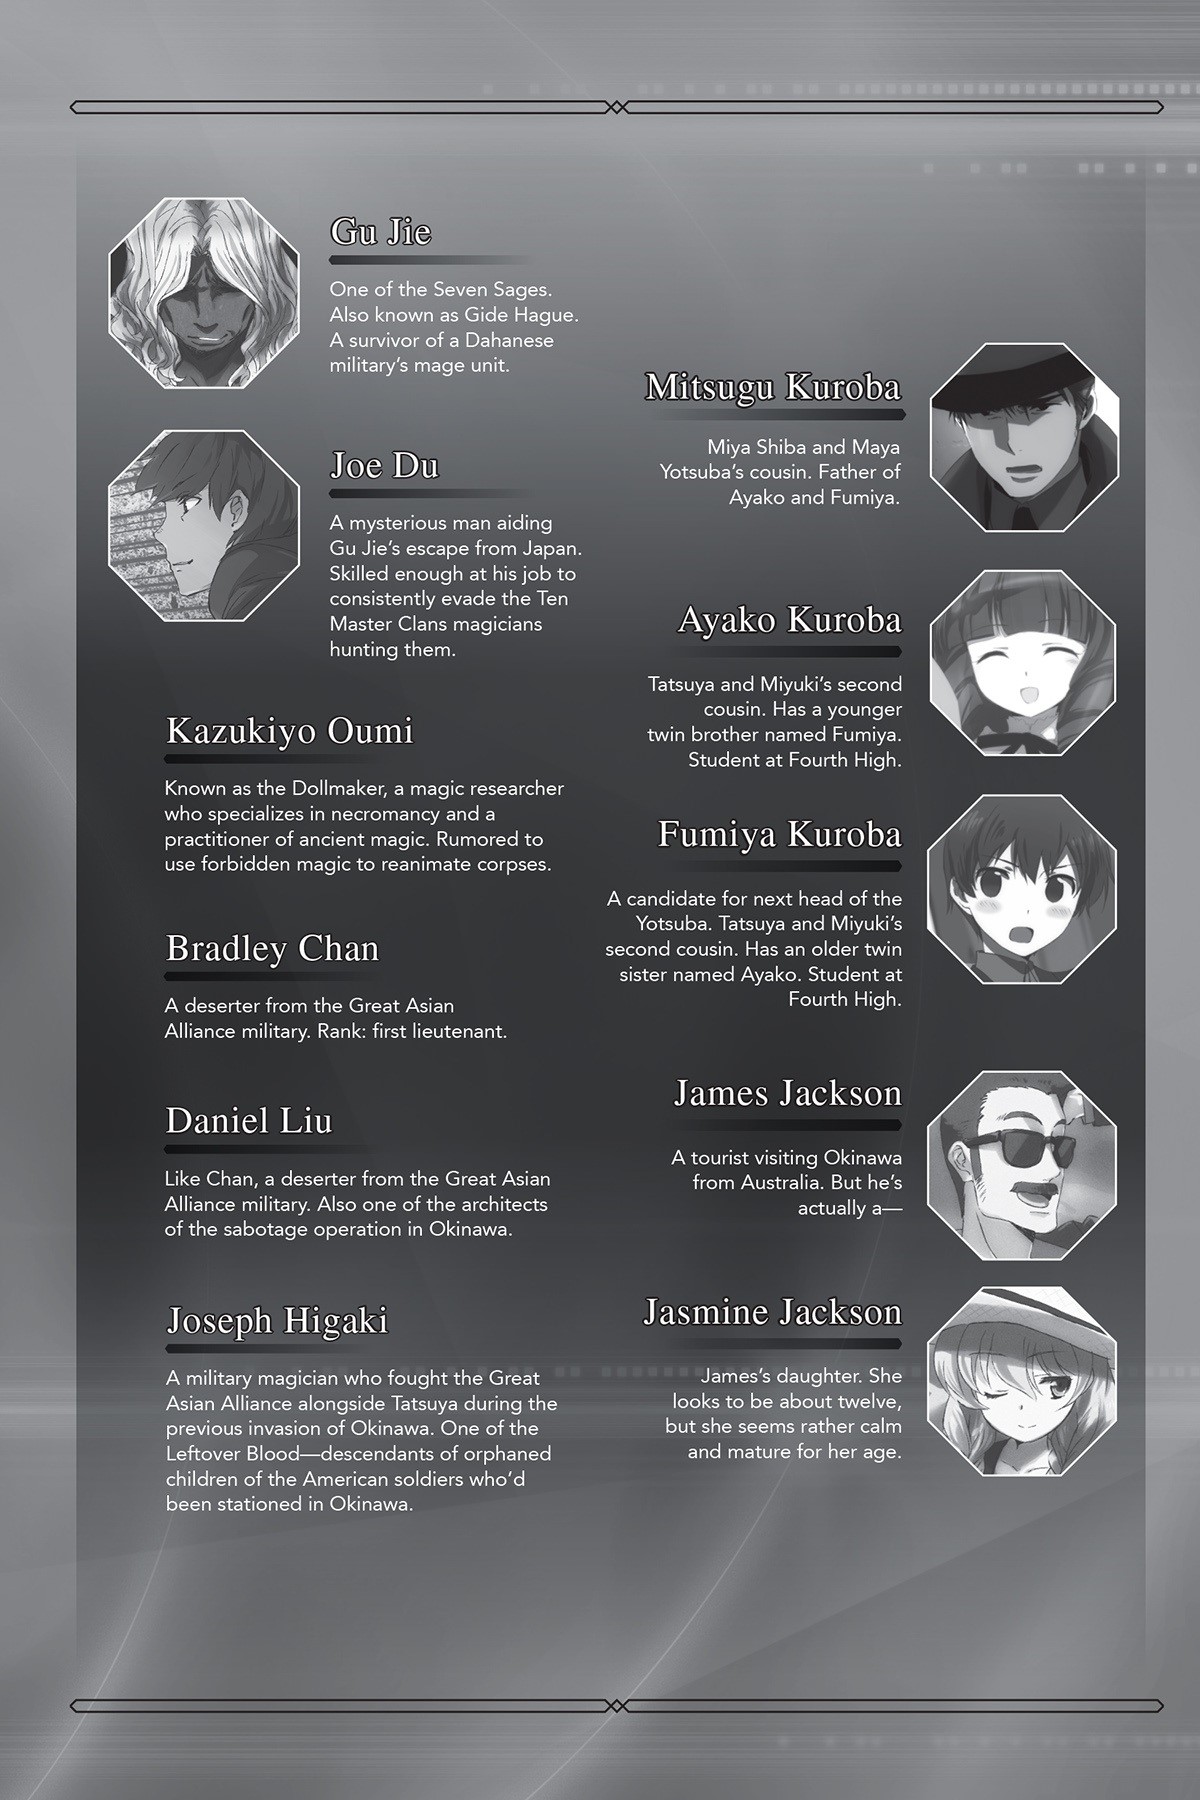 Gu Jie
One of the Seven Sages.
Also known as Gide Hague.
A survivor of a Dahanese
military’s mage unit.
Joe Du
A mysterious man aiding
Gu Jie’s escape from Japan.
Skilled enough at his job to
consistently evade the Ten
Master Clans magicians
hunting them.
Kazukiyo Oumi
Known as the Dollmaker, a magic researcher
who specializes in necromancy and a
practitioner of ancient magic. Rumored to
use forbidden magic to reanimate corpses.
Bradley Chan
A deserter from the Great Asian
Alliance military. Rank: first lieutenant.
Daniel Liu
Like Chan, a deserter from the Great Asian
Alliance military. Also one of the architects
of the sabotage operation in Okinawa.
Joseph Higaki
A military magician who fought the Great
Asian Alliance alongside Tatsuya during the
previous invasion of Okinawa. One of the
Leftover Blood—descendants of orphaned
children of the American soldiers who’d
been stationed in Okinawa.
Mitsugu Kuroba
Miya Shiba and Maya
Yotsuba’s cousin. Father of
Ayako and Fumiya.
Ayako Kuroba
Tatsuya and Miyuki’s second
cousin. Has a younger
twin brother named Fumiya.
Student at Fourth High.
Fumiya Kuroba
A candidate for next head of the
Yotsuba. Tatsuya and Miyuki’s
second cousin. Has an older twin
sister named Ayako. Student at
Fourth High.
James Jackson
A tourist visiting Okinawa
from Australia. But he’s
actually a—
Jasmine Jackson
James’s daughter. She
looks to be about twelve,
but she seems rather calm
and mature for her age.